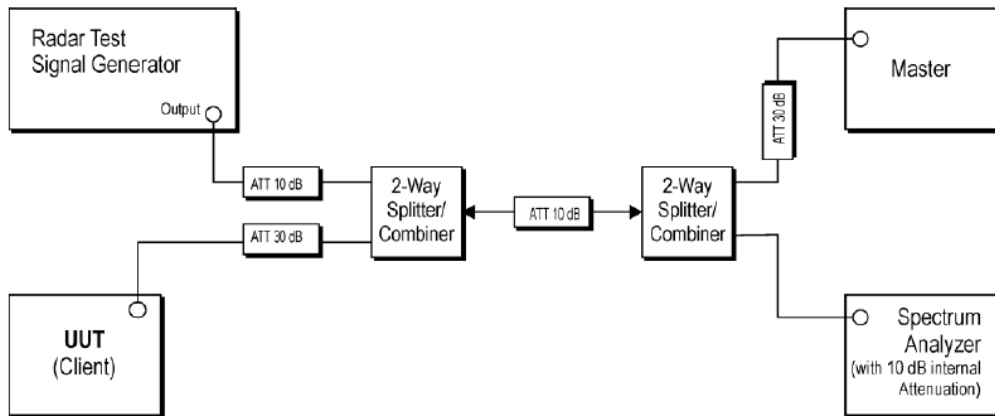 Radar Test
Signal Generator
Output
ATT 10 dB
ATT 30 dB
UUT
(Client)
2-Way
Splitter/
Combiner
ATT 10 dB
2-Way
Splitter/
Combiner
ATT 30 dB
Master
Spectrum
Analyzer
(with 10 dB internal
Attenuation)